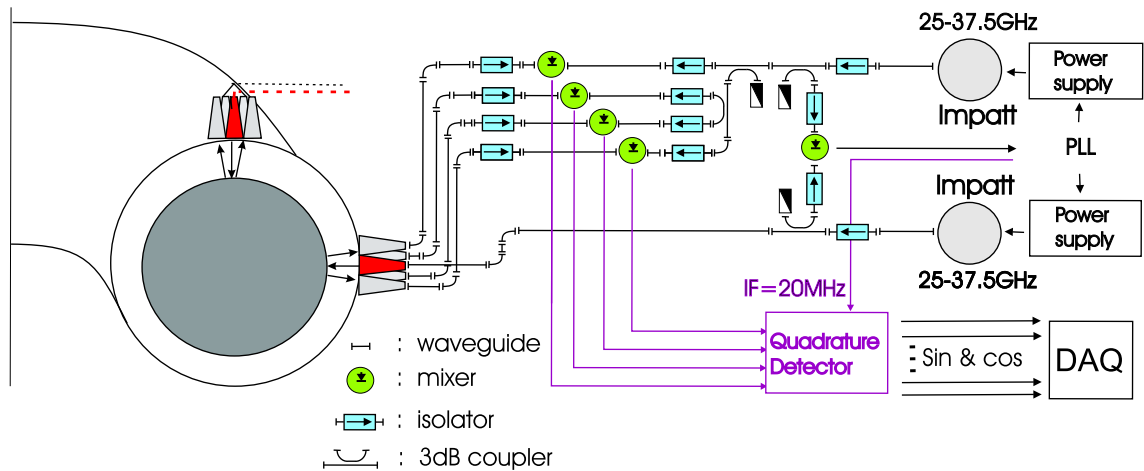 25-37.5GHz
Power
supply
Impatt
PLL
Impatt
Power
supply
25-37.5GHz
IF=20MHz
Quadrature
Detector
Sin & cos
DAQ
: waveguide
: mixer
: isolator
: 3dB coupler